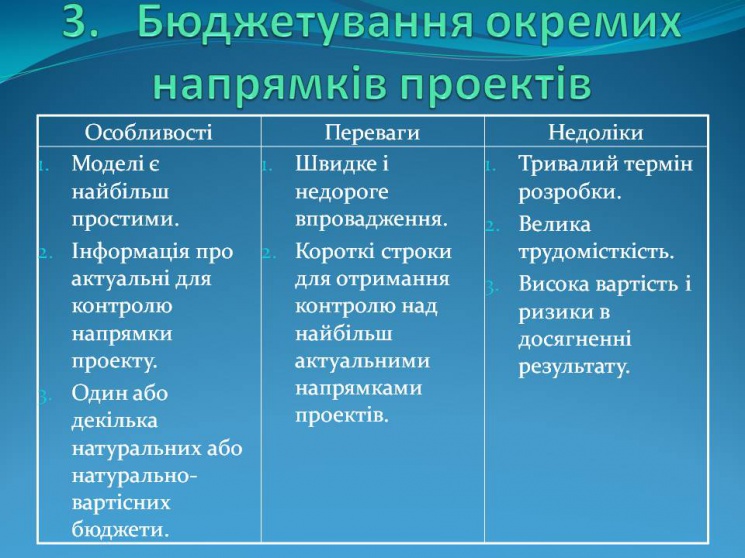 3. Бюджетування окремих
напрямків проектів
Особливості
Переваги
Недоліки
1. Моделі є
найбільш
простими.
2. Інформація про
актуальні для
контролю
напрямки
проекту.
3. Один або
декілька
натуральних або
натурально-
вартісних
бюджети.
1. Швидке і
недороге
впровадження.
2. Короткі строки
для отримання
контролю над
найбільш
актуальними
напрямками
проектів.
1. Тривалий термін
розробки.
2. Велика
трудомісткість.
3. Висока вартість і
ризики в
досягненні
результату.